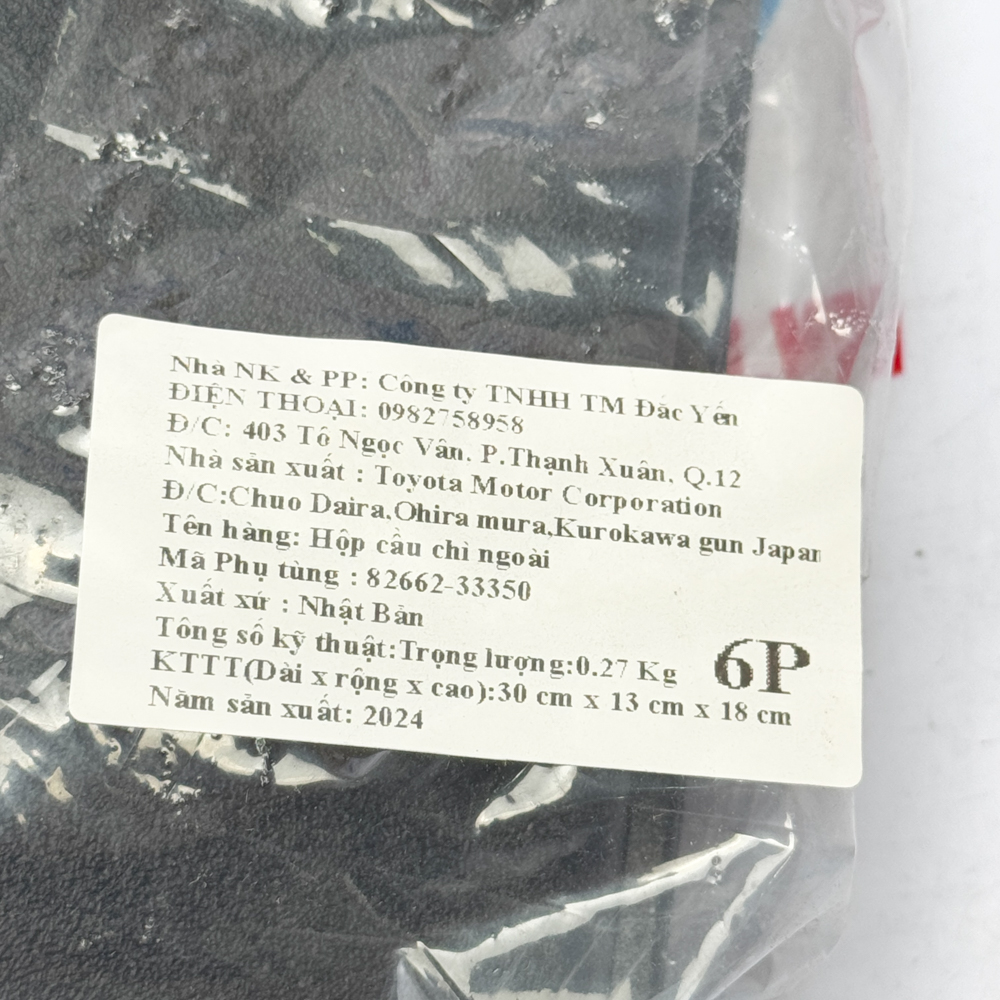 Nhà NK & PP: Công ty TNHH TM Đắc Yến
ĐIỆN THOẠI: 0982758958
Đ/C: 403 Tô Ngọc Vân. P.Thạnh Xuân, Q.12
Nhà sản xuất : Toyota Motor Corporation
Đ/C:Chuo Daira,Ohira mura,Kurokawa gun Japan
Tên hàng: Hộp cầu chì ngoài
Mã Phụ tùng : 82662-33350
Xuất xứ : Nhật Bản
Tông số kỹ thuật:Trọng lượng:0.27 Kg
KTTT(Dài x rộng x cao):30 cm x 13 cm x 18 cm
Năm sản xuất: 2024
6P